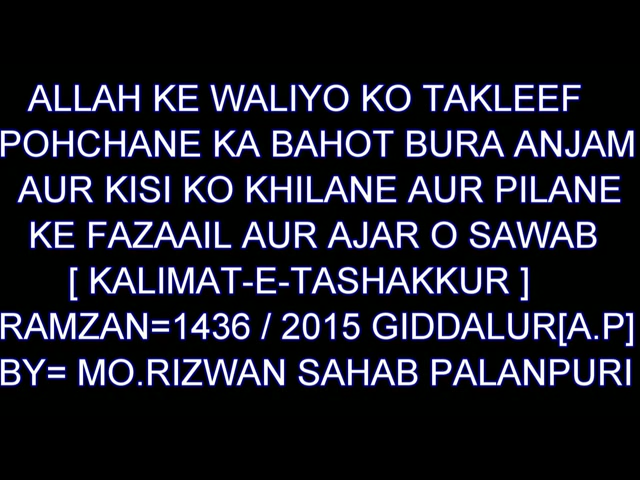 ALLAH KE WALIYO KO TAKLEEF
POHCHANE KA BAHOT BURA ANJAM
AUR KISI KO KHILANE AUR PILANE
KE FAZAAIL AUR AJAR O SAWAB
[ KALIMAT-E-TASHAKKUR ]
RAMZAN=1436 / 2015 GIDDALUR[A.P]
BY= MO.RIZWAN SAHAB PALANPURI